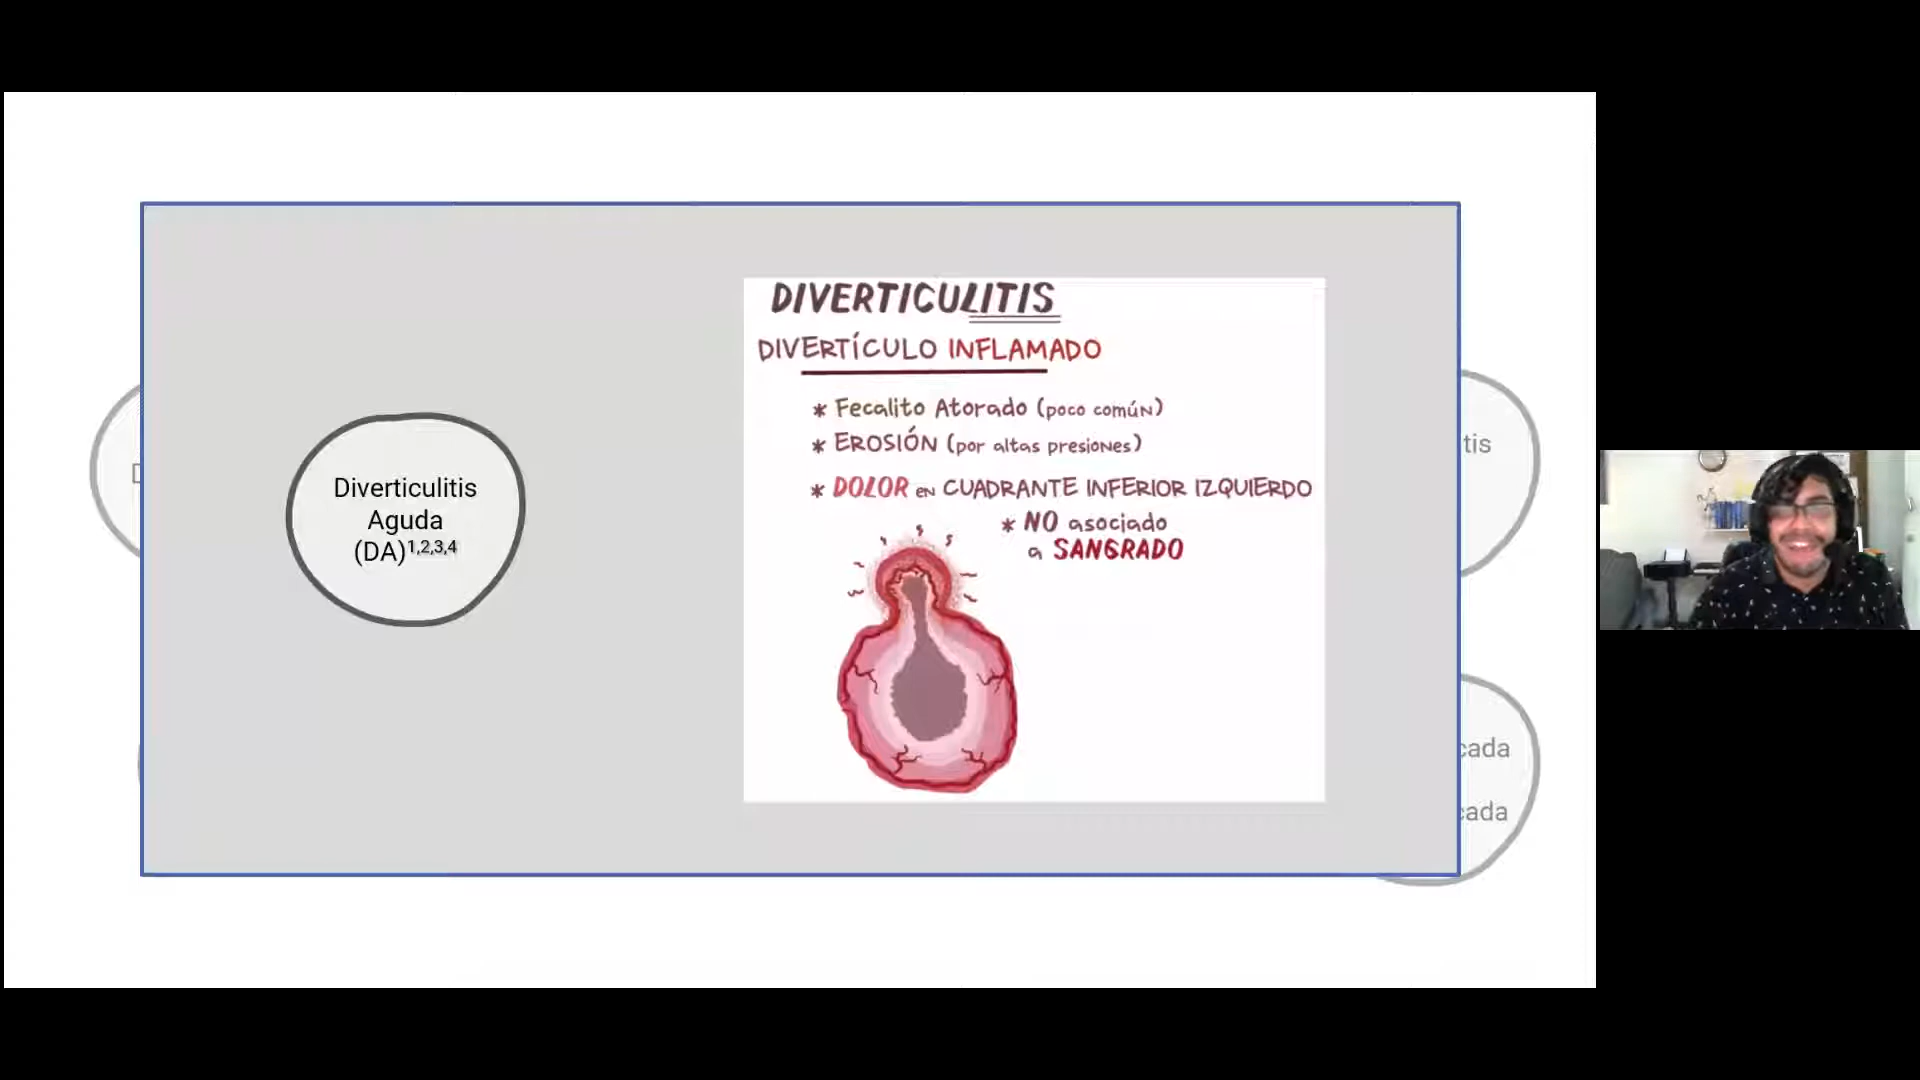 Diverticulitis
Aguda
(DA)1,2,3,4
DIVERTICULITIS
DIVERTÍCULO INFLAMADO
* Fecalito Atorado (poco común)
* EROSIÓN (por altas presiones)
* DOLOR en CUADRANTE INFERIOR IZQUIERDO
* NO asociado
a SANGRADO
tis
cada
cada